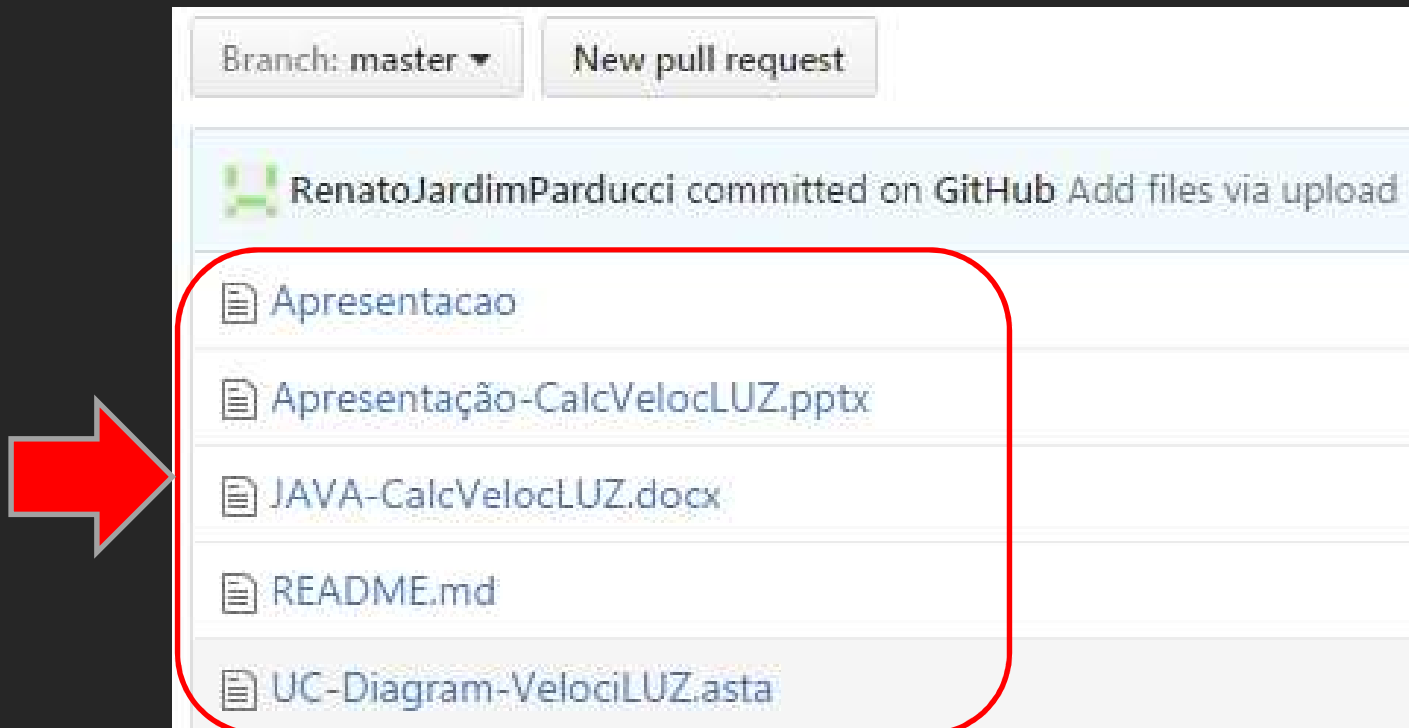 Branch: master New pull request
RenatoJardimParducci committed on GitHub Add files via upload
Apresentacao
Apresentação-CalcVelocLUZ.pptx
JAVA-CalcVelocLUZ.docx
README.md
UC-Diagram-VelociLUZ.asta